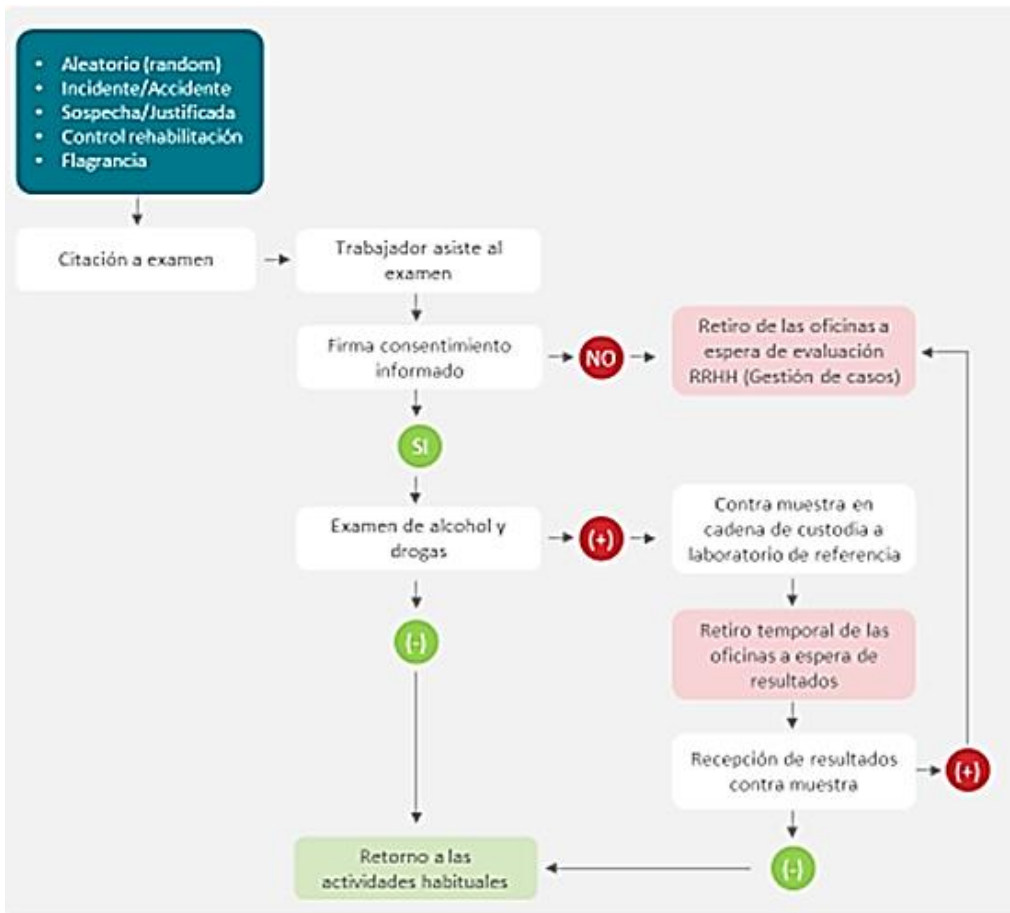 • Aleatorio (random)
• Incidente/Accidente
• Sospecha/Justificada
• Control rehabilitación
• Flagrancia
Citación a examen
Trabajador asiste al
examen
Firma consentimiento
informado
NO
Retiro de las oficinas a
espera de evaluación
RRHH (Gestión de casos)
SI
Examen de alcohol y
drogas
(+)
Contra muestra en
cadena de custodia a
laboratorio de referencia
(-)
Retiro temporal de las
oficinas a espera de
resultados
Recepción de resultados
contra muestra
(+)
Retorno a las
actividades habituales
(-)